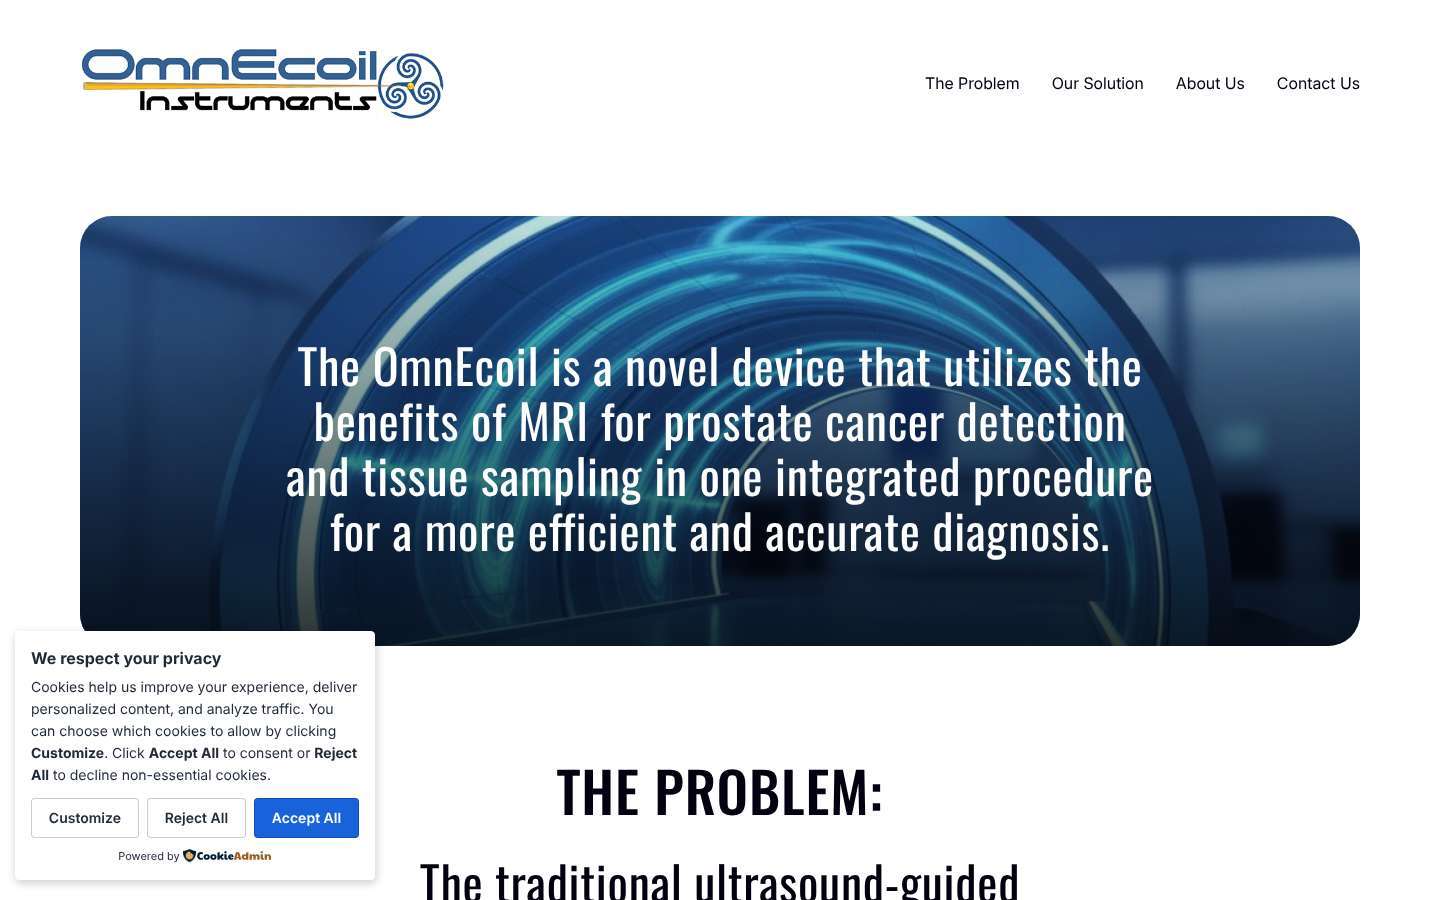 OmnEcoil
Instruments
The Problem
Our Solution
About Us
Contact Us
The OmnEcoil is a novel device that utilizes the
benefits of MRI for prostate cancer detection
and tissue sampling in one integrated procedure
for a more efficient and accurate diagnosis.
We respect your privacy
Cookies help us improve your experience, deliver
personalized content, and analyze traffic. You
can choose which cookies to allow by clicking
Customize. Click Accept All to consent or Reject
All to decline non-essential cookies.
Customize
Reject All
Accept All
Powered by CookieAdmin
THE PROBLEM:
The traditional ultrasound-guided